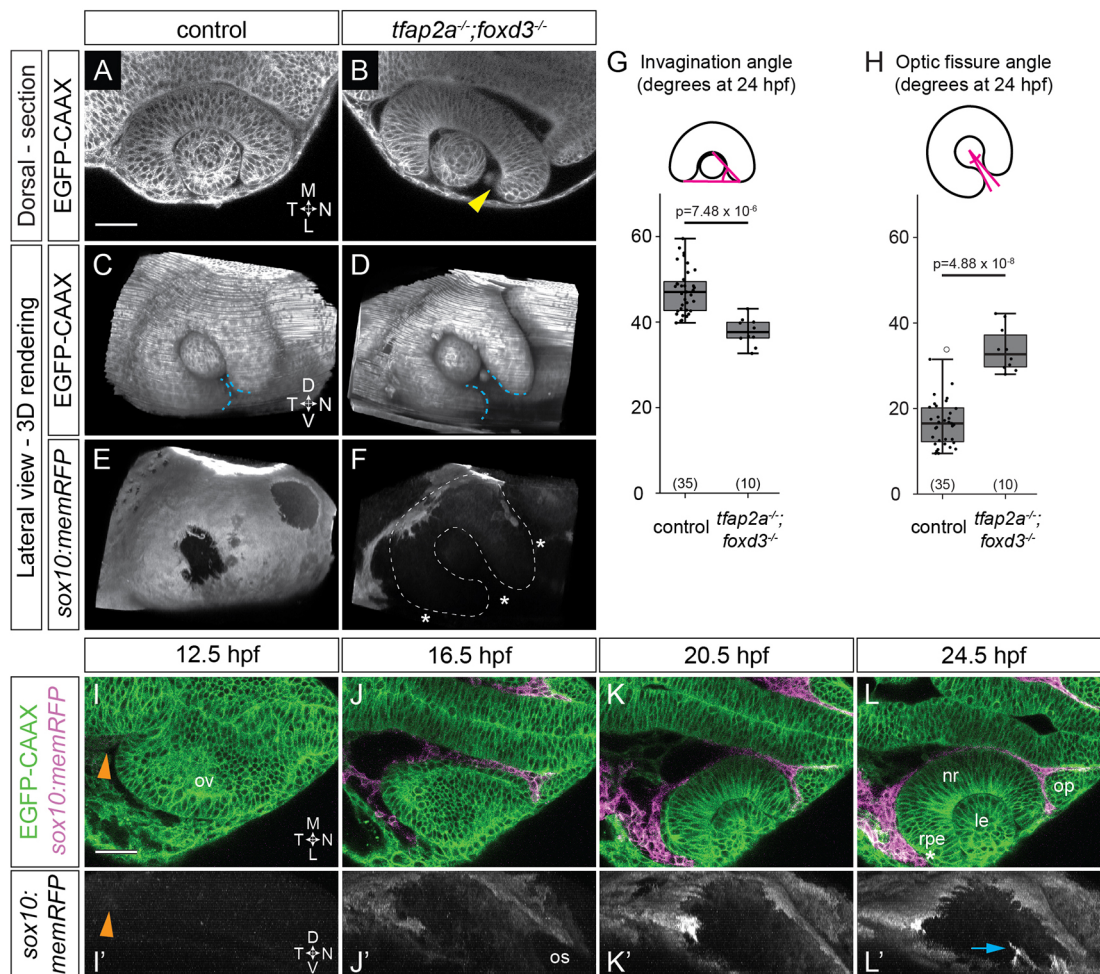 control
tfap2a-/-;foxd3-/-
Dorsal - section
EGFP-CAAX
A
M
T N
L
B
Lateral view - 3D rendering
EGFP-CAAX
C
D
T N
V
D
sox10:memRFP
E
F
*
*
*
G Invagination angle
(degrees at 24 hpf)
p=7.48 x 10-6
60
40
20
0
(35)
(10)
control
tfap2a-/-;
foxd3-/-
H Optic fissure angle
(degrees at 24 hpf)
p=4.88 x 10-8
60
40
20
0
(35)
(10)
control
tfap2a-/-;
foxd3-/-
12.5 hpf
16.5 hpf
20.5 hpf
24.5 hpf
EGFP-CAAX
sox10:memRFP
I
ov
M
T N
L
J
K
L
nr
op
le
rpe
*
sox10:
memRFP
I’
D
T N
V
J’
os
K’
L’